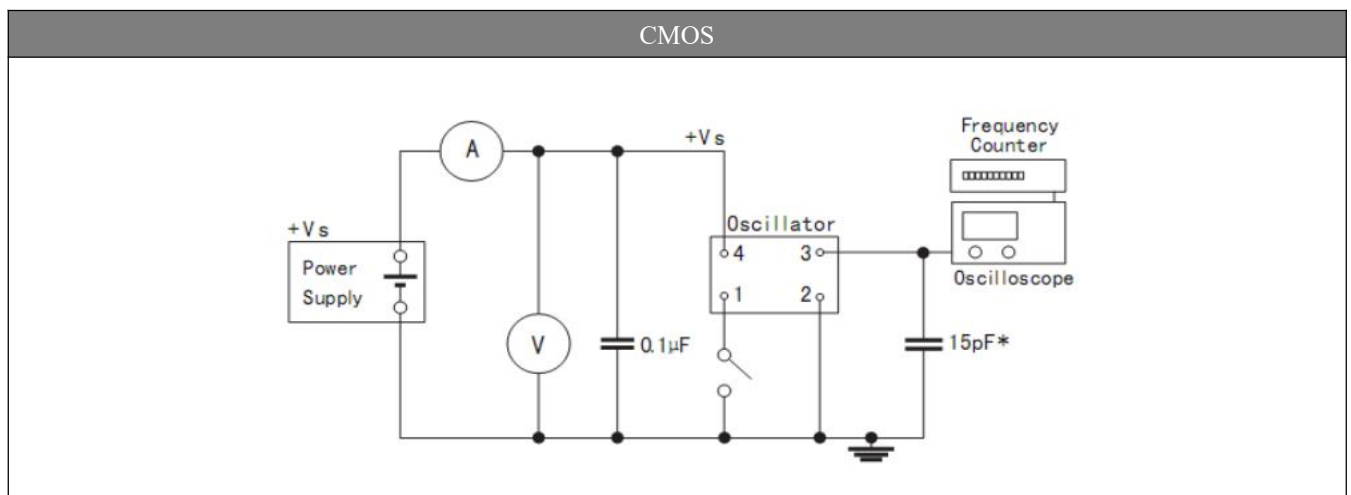 CMOS
Frequency
Counter
A
+Vs
+Vs
Oscillator
Power
Supply
4
3
Oscilloscope
1
2
V
0.1µF
15pF*